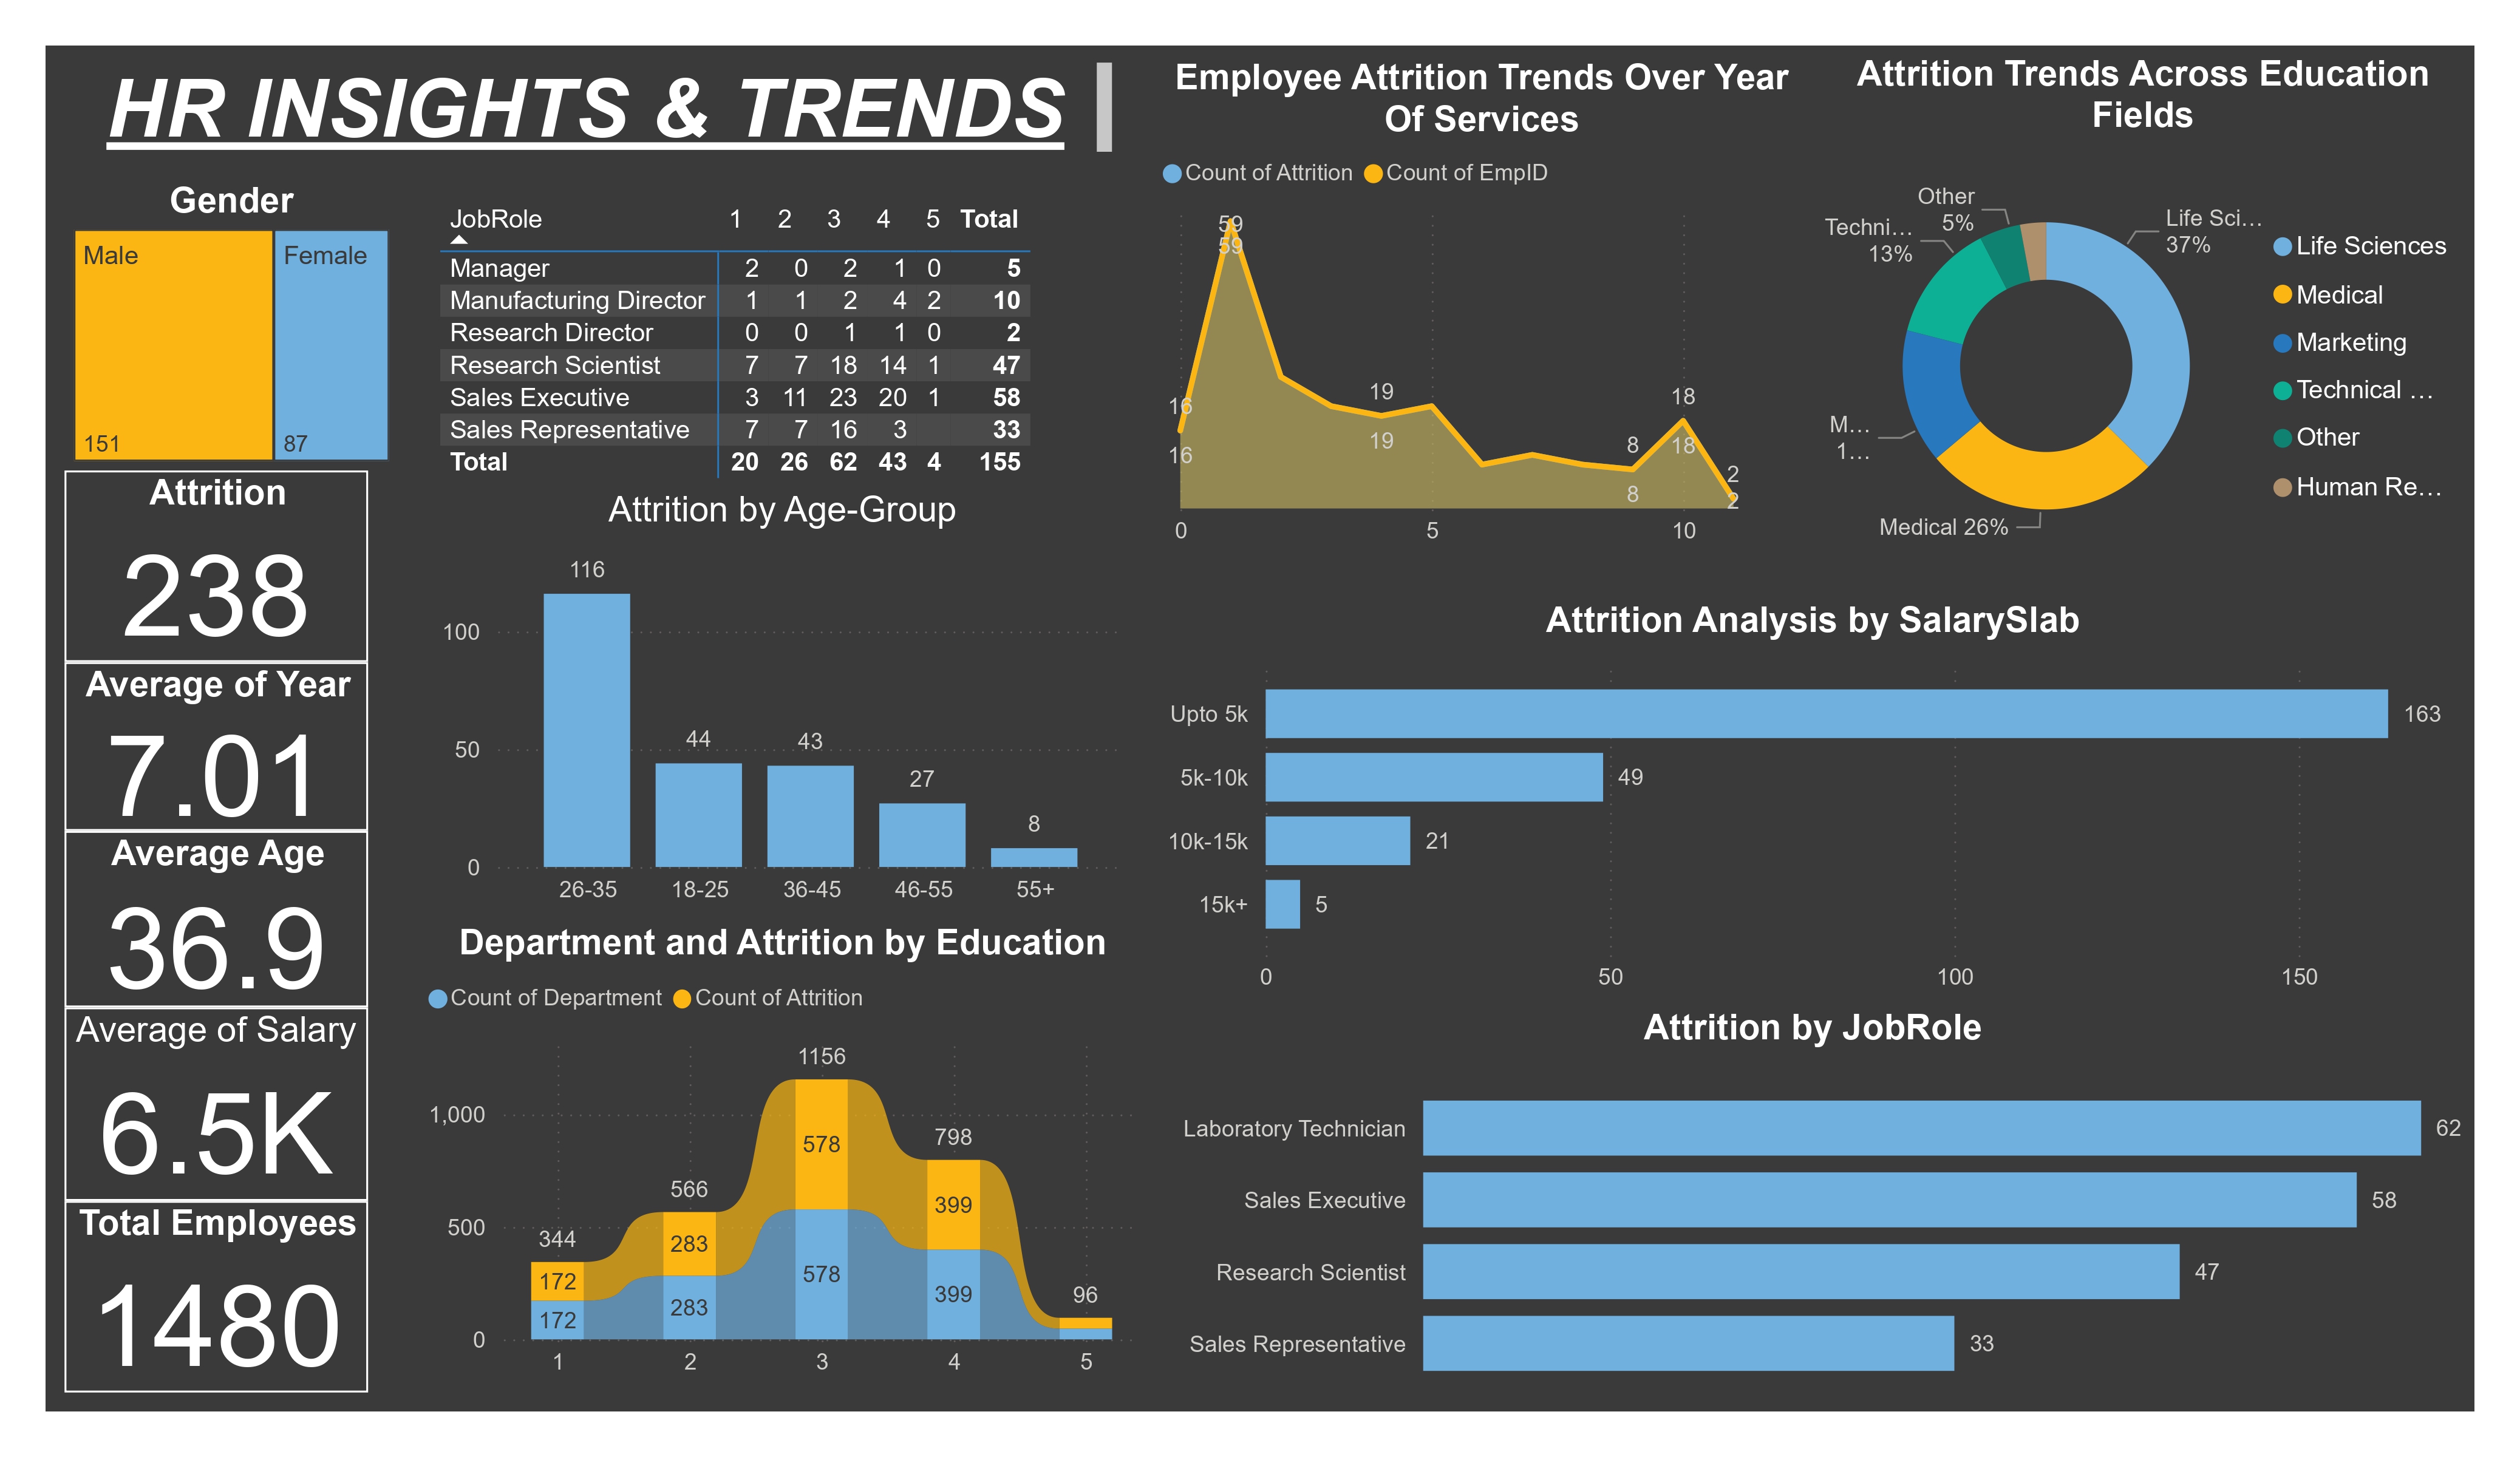 HR INSIGHTS & TRENDS
Gender
Male
Female
151
87
JobRole 1 2 3 4 5 Total
Manager 2 0 2 1 0 5
Manufacturing Director 1 1 2 4 2 10
Research Director 0 0 1 1 0 2
Research Scientist 7 7 18 14 1 47
Sales Executive 3 11 23 20 1 58
Sales Representative 7 7 16 3 33
Total 20 26 62 43 4 155
Attrition
238
Average of Year
7.01
Average Age
36.9
Average of Salary
6.5K
Total Employees
1480
Attrition by Age-Group
116
100
44
43
50
27
8
0
26-35 18-25 36-45 46-55 55+
Department and Attrition by Education
Count of Department Count of Attrition
1156
1,000
798
578
566
399
500
344
283
578
172
283
399
96
172
0
1 2 3 4 5
Employee Attrition Trends Over Year
Of Services
Count of Attrition Count of EmpID
59
59
19
18
16
19
8
18
16
8
2
2
0 5 10
Attrition Trends Across Education
Fields
Other
5%
Life Sci…
37%
Techni…
13%
M…
1…
Medical 26%
Life Sciences
Medical
Marketing
Technical …
Other
Human Re…
Attrition Analysis by SalarySlab
Upto 5k 163
5k-10k 49
10k-15k 21
15k+ 5
0 50 100 150
Attrition by JobRole
Laboratory Technician 62
Sales Executive 58
Research Scientist 47
Sales Representative 33